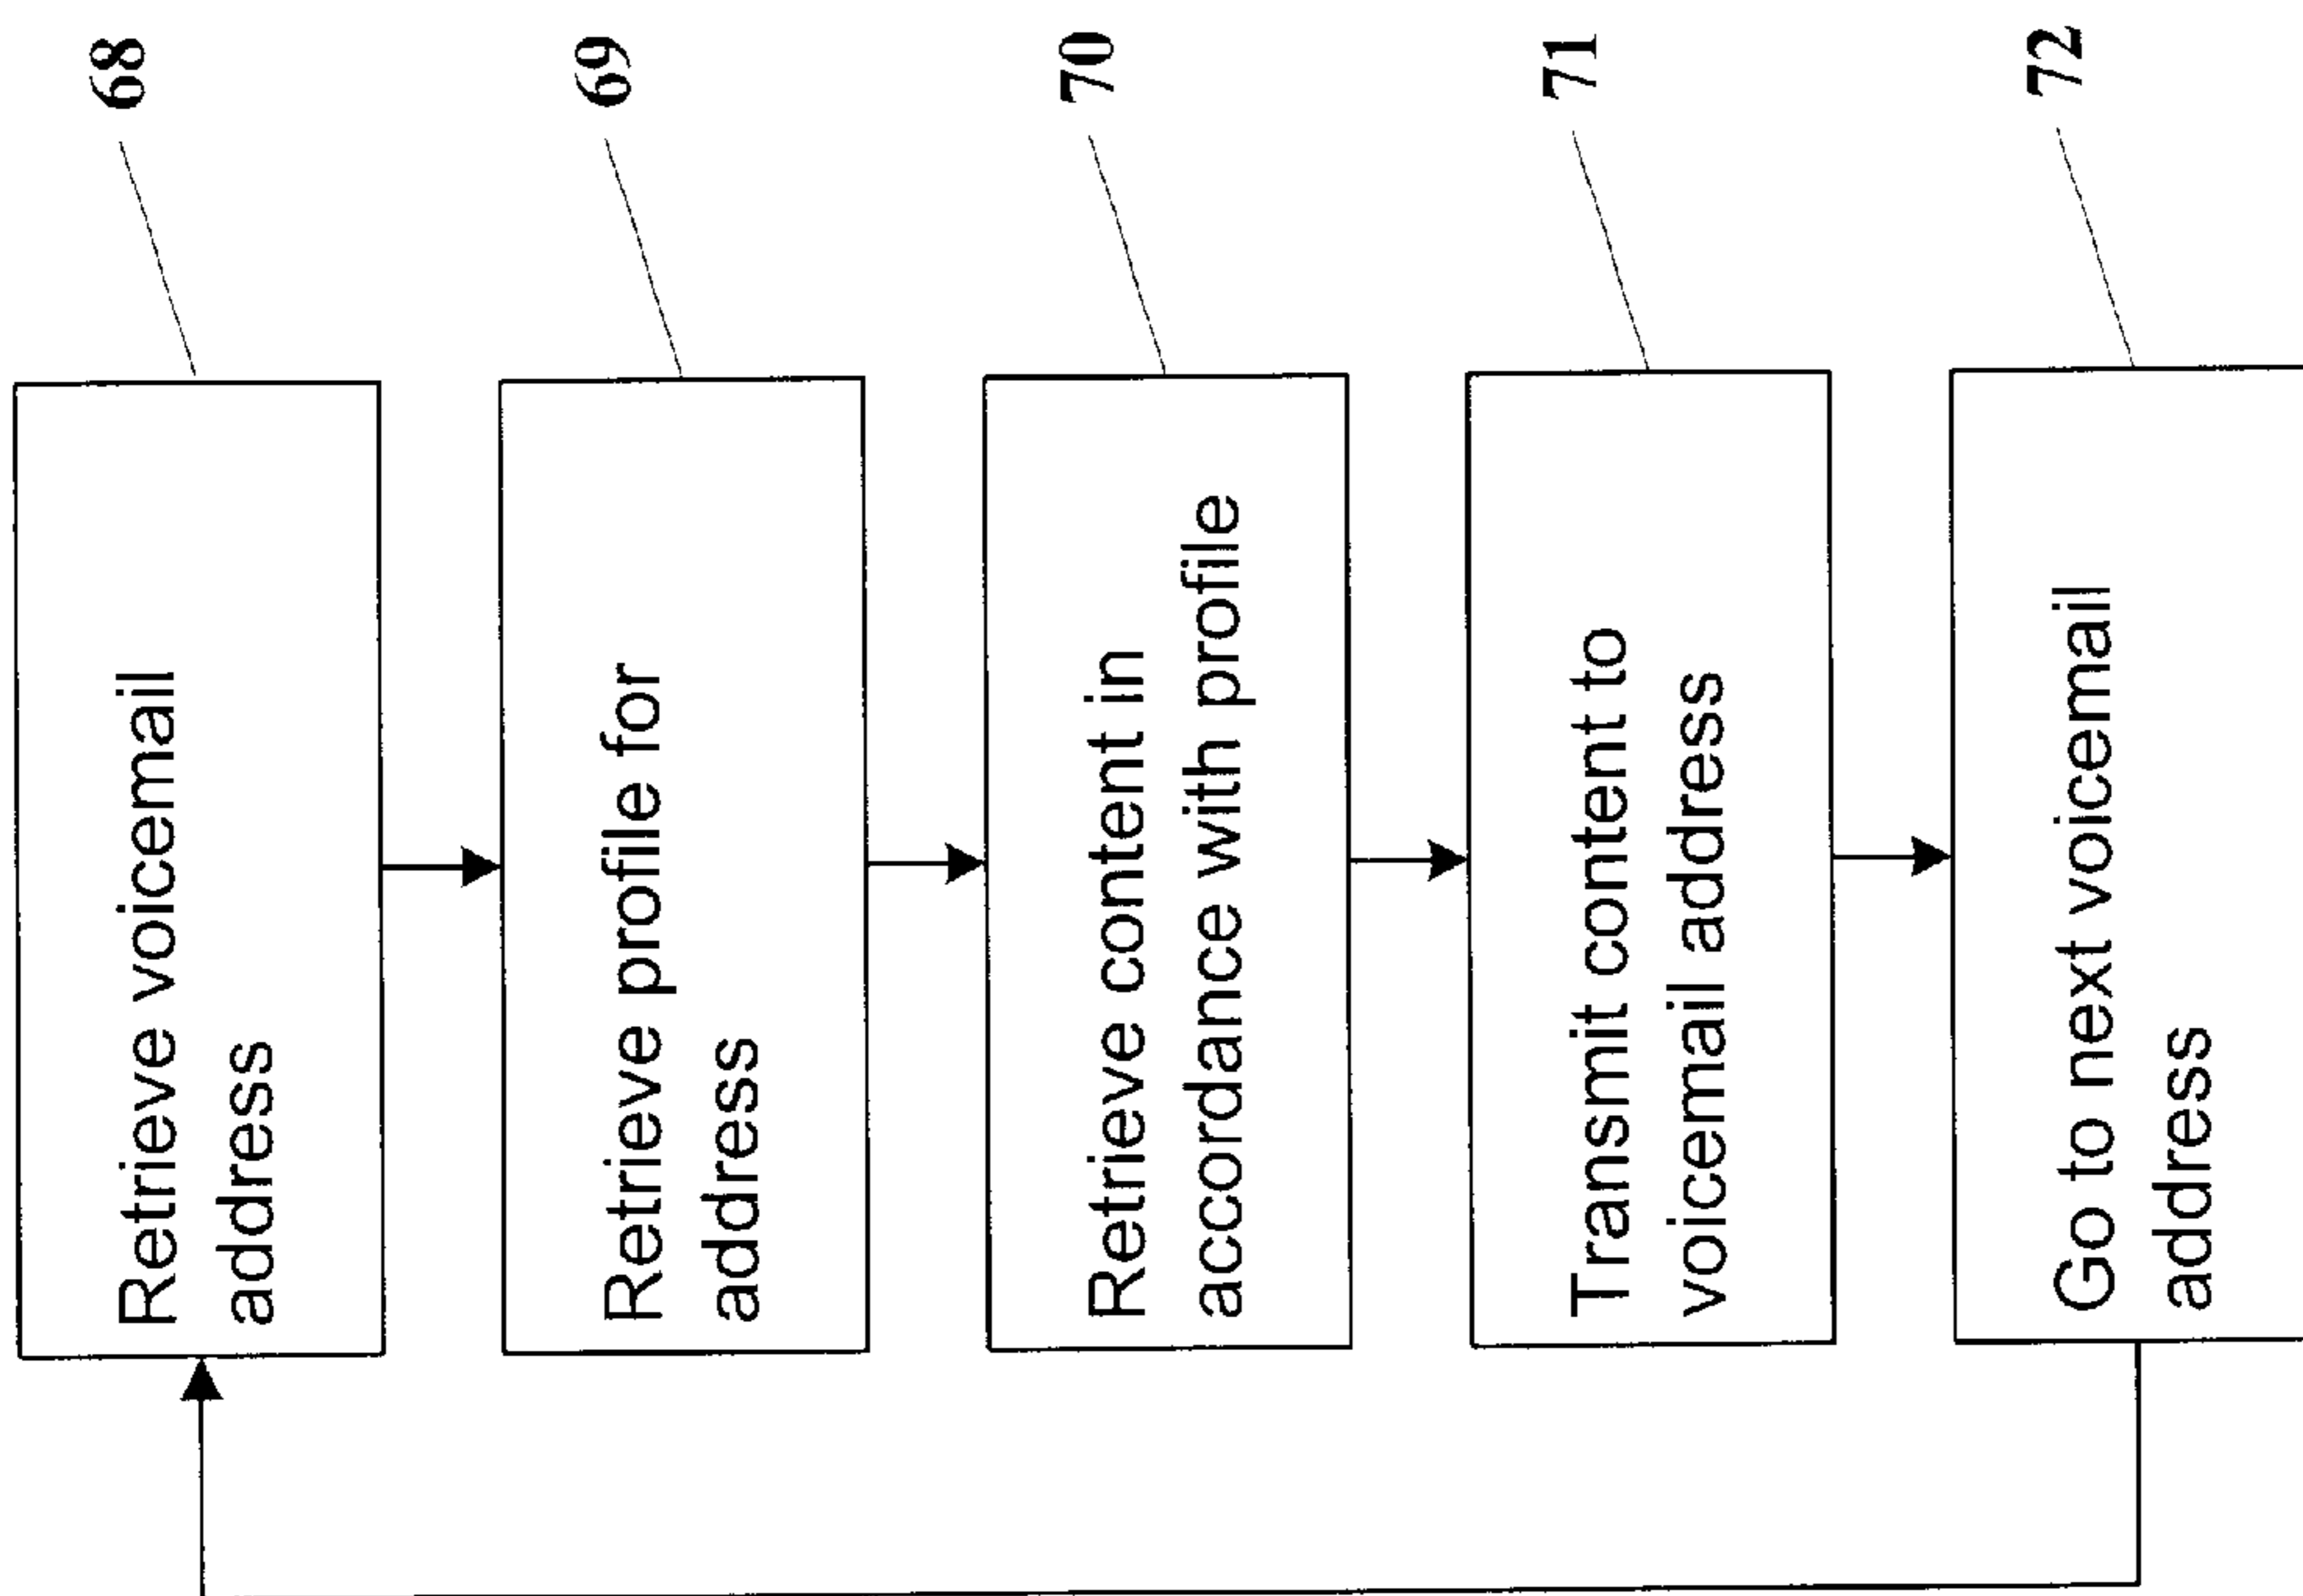 Retrieve voicemail
address
68
Retrieve profile for
address
69
Retrieve content in
accordance with profile
70
Transmit content to
voicemail address
71
Go to next voicemail
address
72